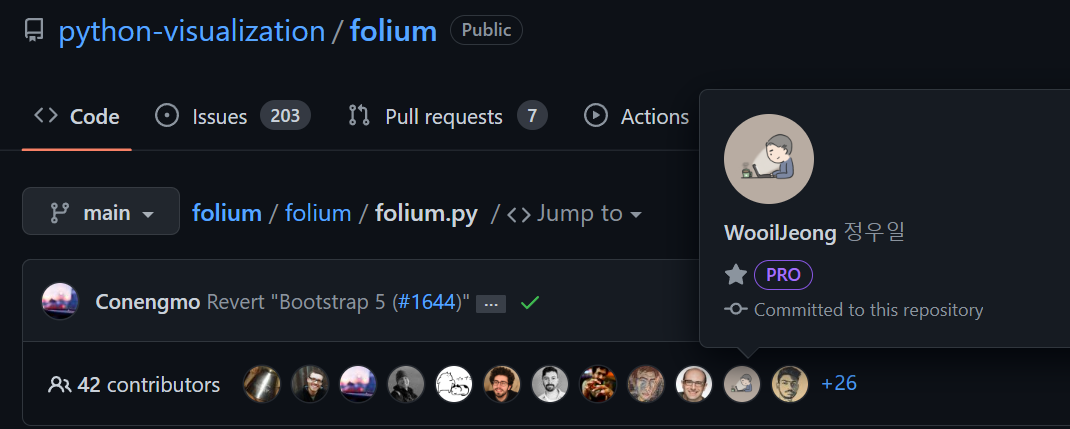 python-visualization / folium Public
<> Code Issues 203 Pull requests 7 Actions
main folium / folium / folium.py / <> Jump to
WooilJeong 정우일
PRO
Committed to this repository
Conengmo Revert "Bootstrap 5 (#1644)" ...
42 contributors +26